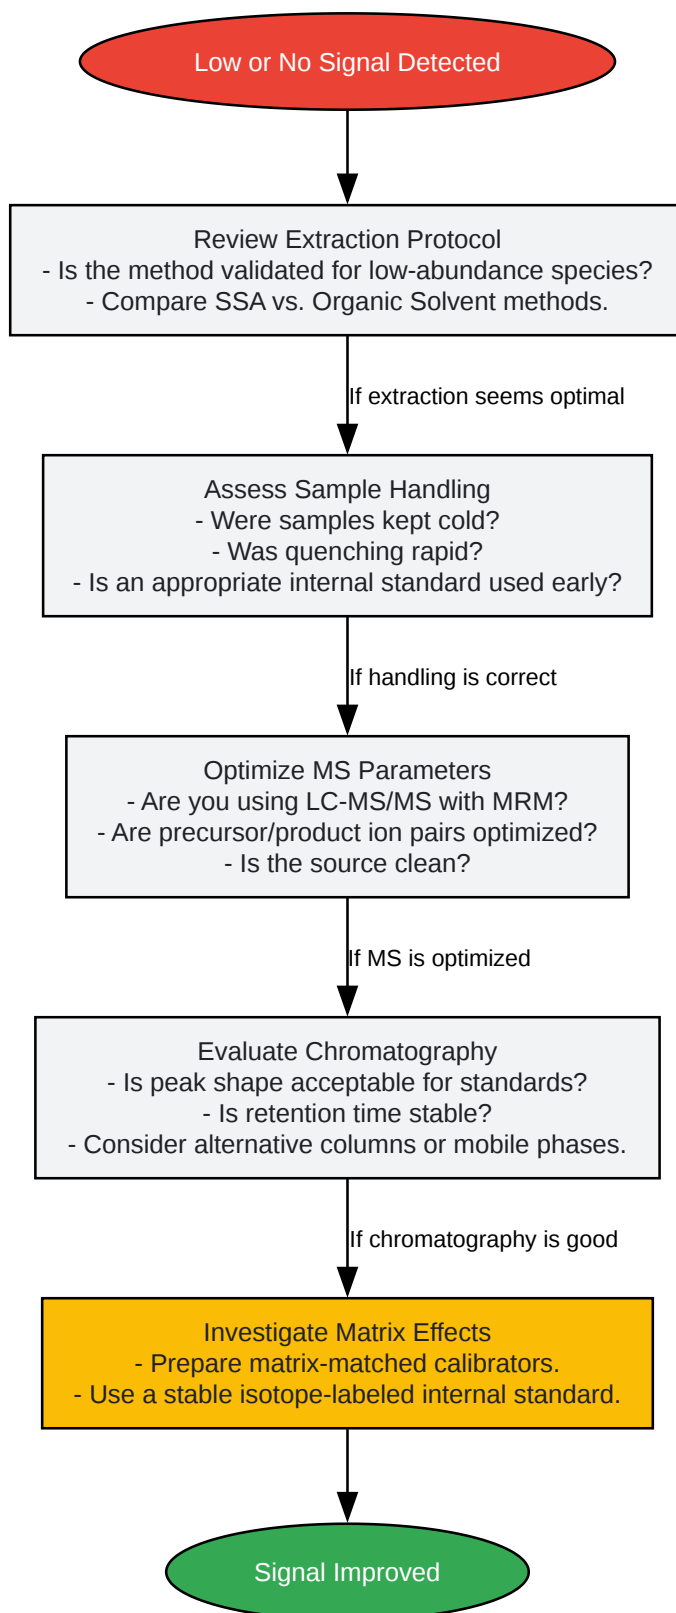 Low or No Signal Detected
Review Extraction Protocol
- Is the method validated for low-abundance species?
- Compare SSA vs. Organic Solvent methods.
If extraction seems optimal
Assess Sample Handling
- Were samples kept cold?
- Was quenching rapid?
- Is an appropriate internal standard used early?
If handling is correct
Optimize MS Parameters
- Are you using LC-MS/MS with MRM?
- Are precursor/product ion pairs optimized?
- Is the source clean?
If MS is optimized
Evaluate Chromatography
- Is peak shape acceptable for standards?
- Is retention time stable?
- Consider alternative columns or mobile phases.
If chromatography is good
Investigate Matrix Effects
- Prepare matrix-matched calibrators.
- Use a stable isotope-labeled internal standard.
Signal Improved